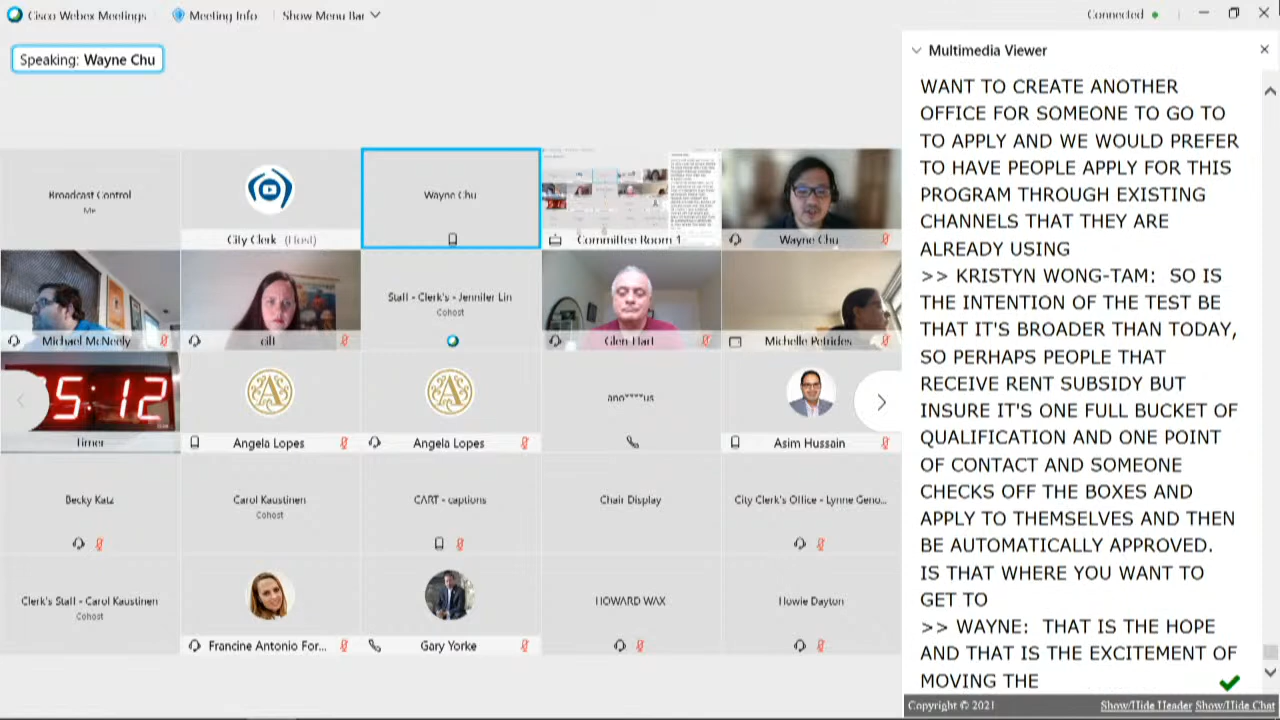 Cisco Webex Meetings
Meeting Info
Show Menu Bar
Connected
Speaking: Wayne Chu
Multimedia Viewer
Broadcast Control
Me
City Clerk (Host)
Wayne Chu
Committee Room 1
Wayne Chu
Michael McNeely
Staff - Clerk's - Jennifer Lin
Cohost
Glen Hart
Michelle Petrides
5:12
Timer
Angela Lopes
Angela Lopes
ano****us
Asim Hussain
Becky Katz
Carol Kaustinen
Cohost
CART - captions
Chair Display
City Clerk's Office - Lynne Geno...
Clerk's Staff - Carol Kaustinen
Cohost
Francine Antonio For...
Gary Yorke
HOWARD WAX
Howie Dayton
WANT TO CREATE ANOTHER
OFFICE FOR SOMEONE TO GO TO
TO APPLY AND WE WOULD PREFER
TO HAVE PEOPLE APPLY FOR THIS
PROGRAM THROUGH EXISTING
CHANNELS THAT THEY ARE
ALREADY USING
>> KRISTYN WONG-TAM: SO IS
THE INTENTION OF THE TEST BE
THAT IT'S BROADER THAN TODAY,
SO PERHAPS PEOPLE THAT
RECEIVE RENT SUBSIDY BUT
INSURE IT'S ONE FULL BUCKET OF
QUALIFICATION AND ONE POINT
OF CONTACT AND SOMEONE
CHECKS OFF THE BOXES AND
APPLY TO THEMSELVES AND THEN
BE AUTOMATICALLY APPROVED.
IS THAT WHERE YOU WANT TO
GET TO
>> WAYNE: THAT IS THE HOPE
AND THAT IS THE EXCITEMENT OF
MOVING THE
Copyright © 2021
Show/Hide Header Show/Hide Chat